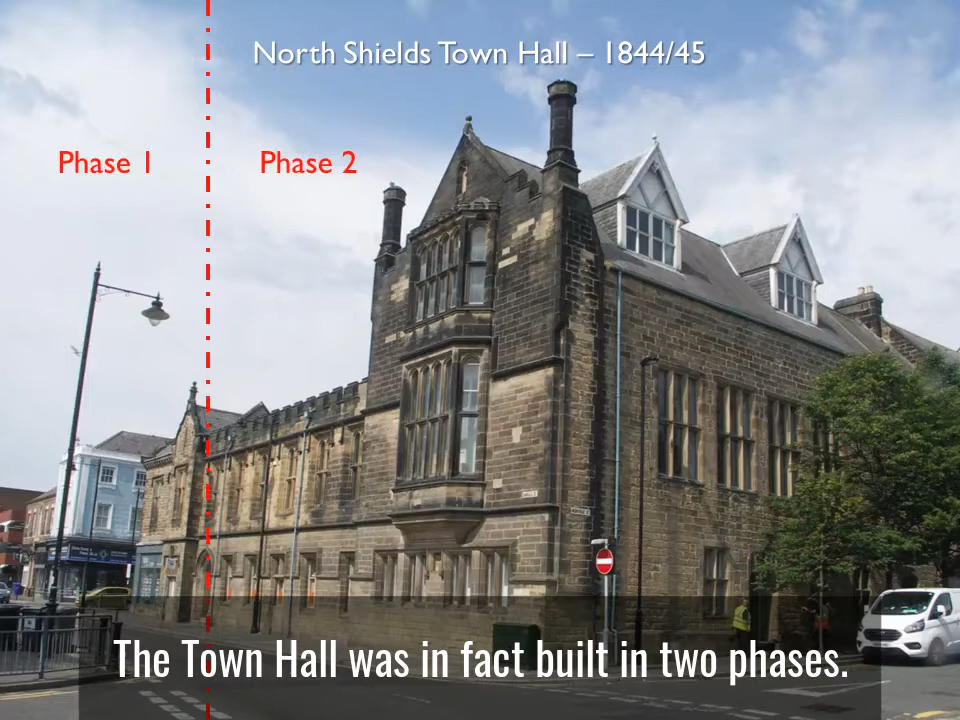 North Shields Town Hall – 1844/45
Phase 1
Phase 2
The Town Hall was in fact built in two phases.